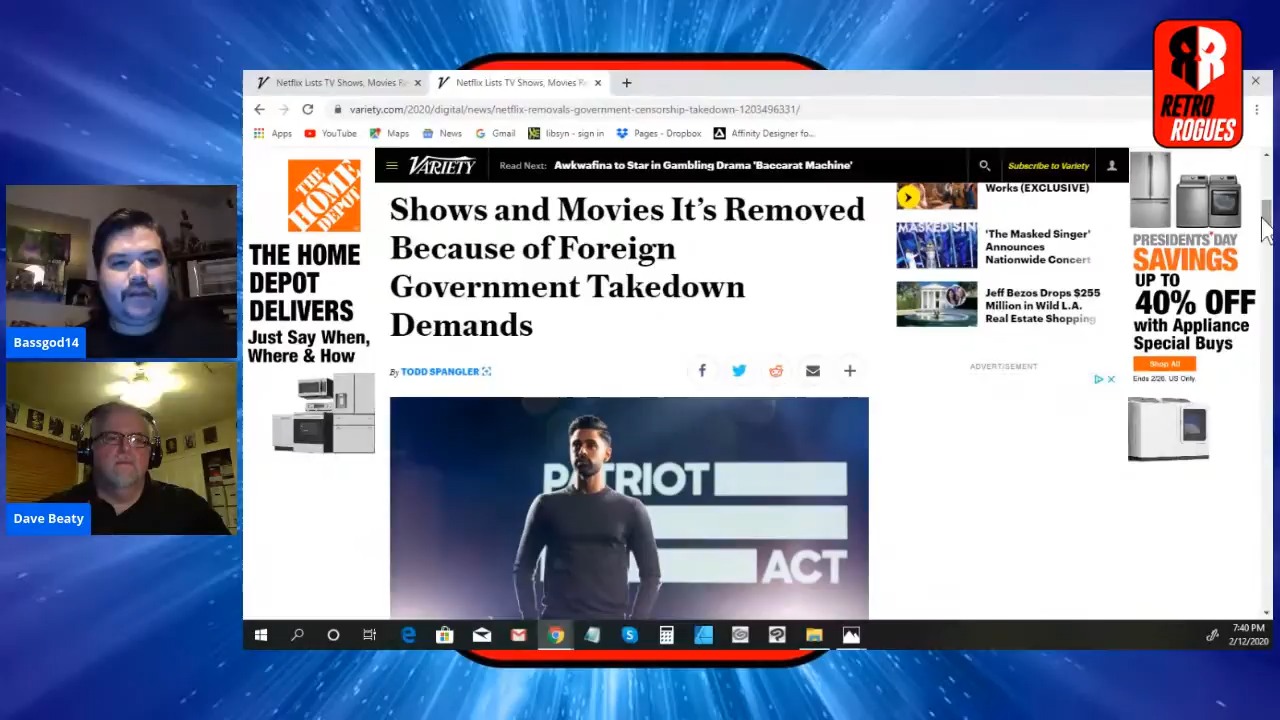 RETRO
ROGUES
Netflix Lists TV Shows, Movies Re
Netflix Lists TV Shows, Movies Re
variety.com/2020/digital/news/netflix-removals-government-censorship-takedown-1203496331/
Apps YouTube Maps News Gmail libsyn - sign in Pages - Dropbox Affinity Designer fo...
VARIETY Read Next: Awkwafina to Star in Gambling Drama 'Baccarat Machine' Subscribe to Variety
THE
HOME
DEPOT
THE HOME
DEPOT
DELIVERS
Just Say When,
Where & How
Shows and Movies It's Removed
Because of Foreign
Government Takedown
Demands
By TODD SPANGLER
PATRIOT
ACT
Works (EXCLUSIVE)
MASKED SIN
'The Masked Singer'
Announces
Nationwide Concert
Jeff Bezos Drops $255
Million in Wild L.A.
Real Estate Shopping
ADVERTISEMENT
PRESIDENTS' DAY
SAVINGS
UP TO
40% OFF
with Appliance
Special Buys
Shop All
Ends 2/26. US Only.
Bassgod14
Dave Beaty
7:40 PM
2/12/2020